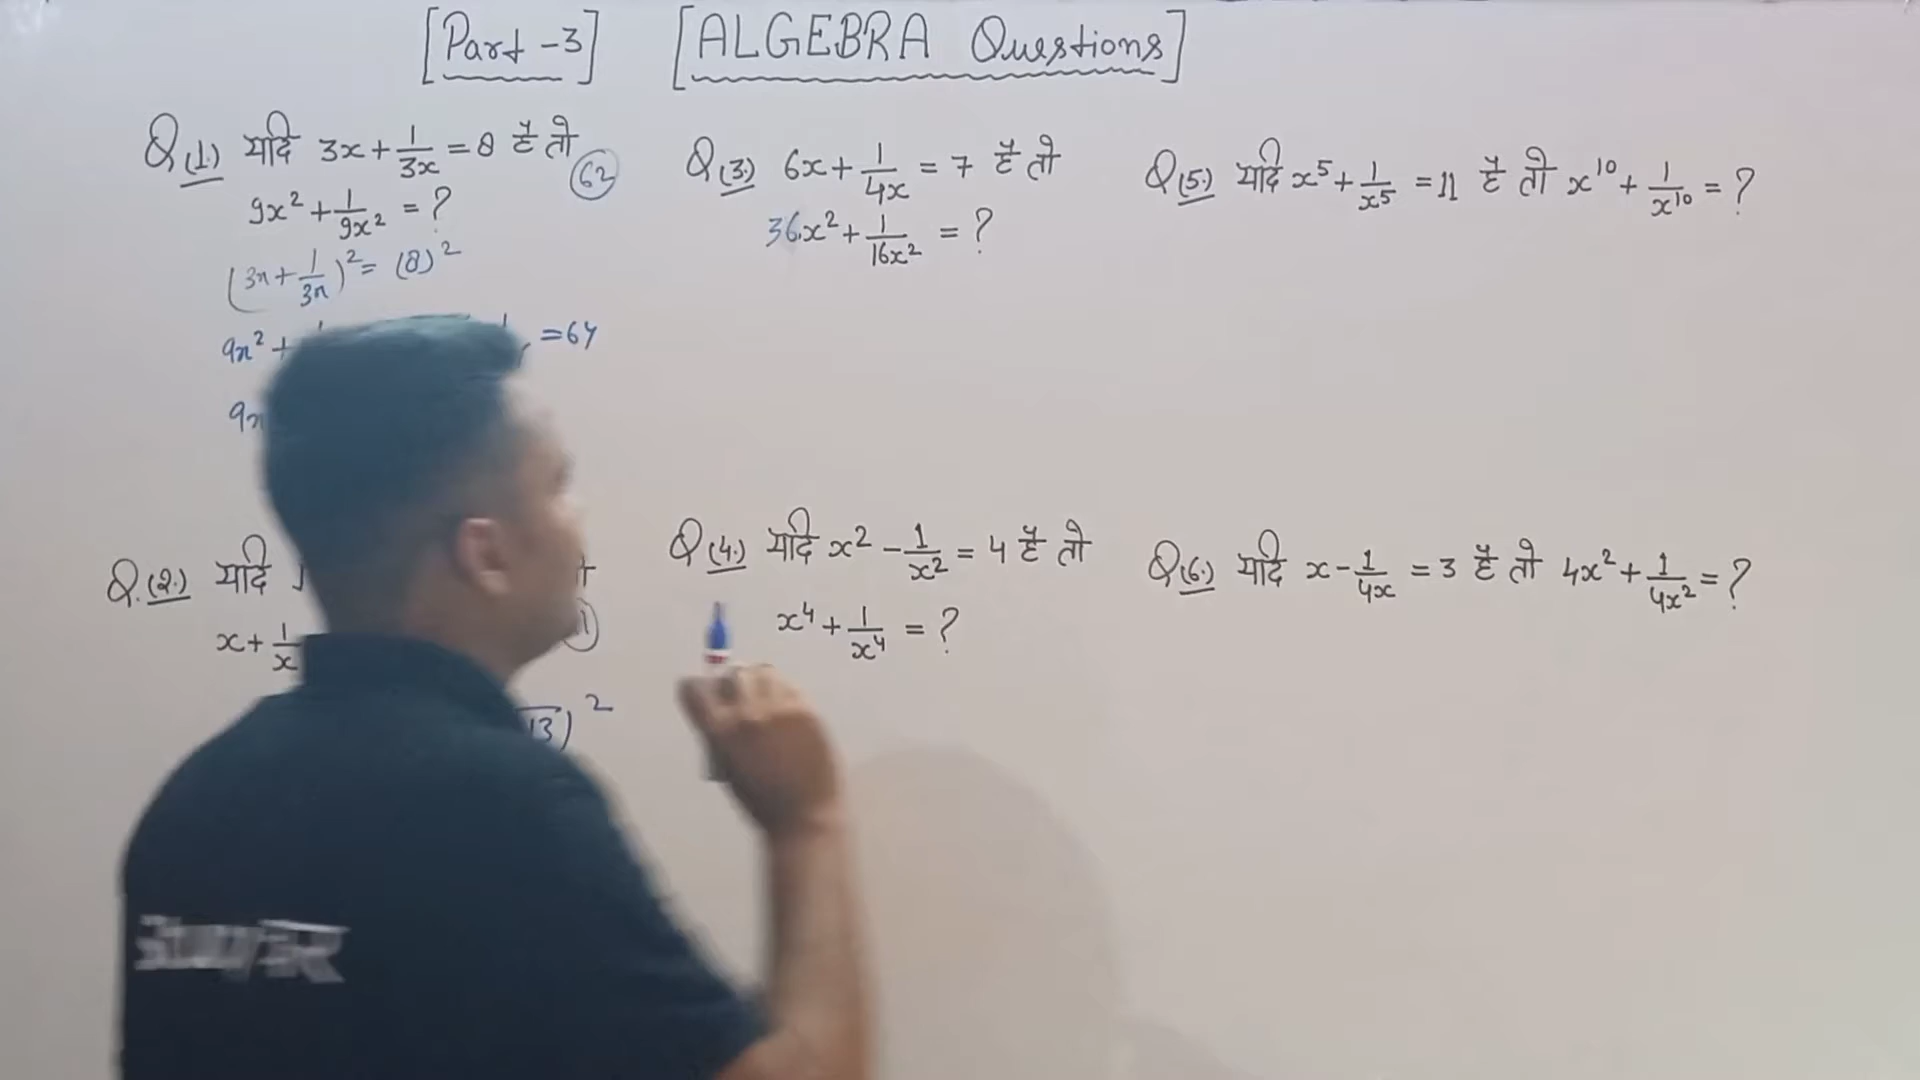 [Part-3] [ALGEBRA Questions]
Q(1.) यदि 3x + 1/3x = 8 है तो
9x² + 1/9x² = ?
62
(3x + 1/3x)² = (8)²
9x² + = 64
Q.(2.) यदि
x + 1/x
13)²
Q(3.) 6x + 1/4x = 7 है तो
36x² + 1/16x² = ?
Q(4.) यदि x² - 1/x² = 4 है तो
x⁴ + 1/x⁴ = ?
Q(5.) यदि x⁵ + 1/x⁵ = 11 है तो x¹⁰ + 1/x¹⁰ = ?
Q(6.) यदि x - 1/4x = 3 है तो 4x² + 1/4x² = ?